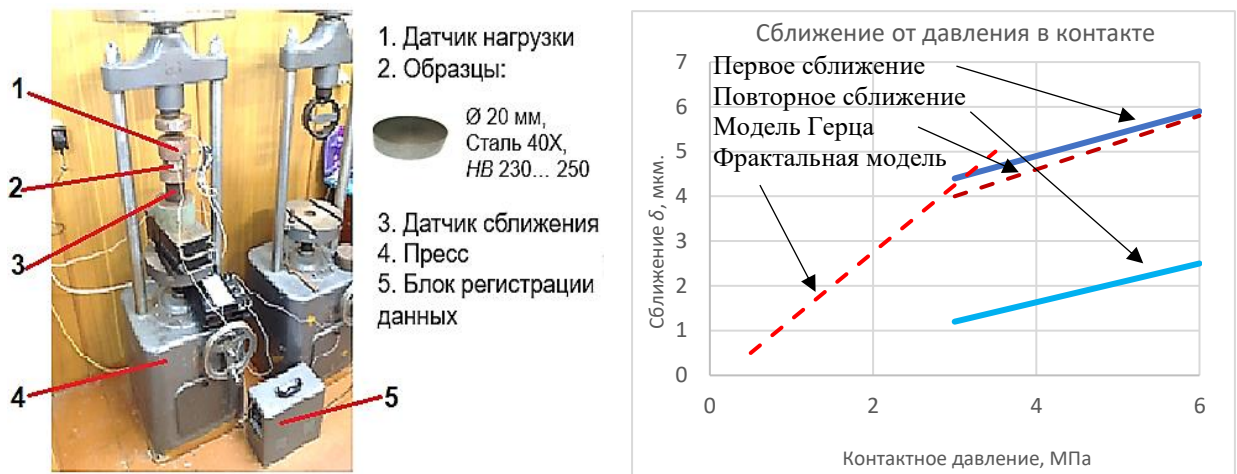 1
2
3
4
5
1. Датчик нагрузки
2. Образцы:
Ø 20 мм,
Сталь 40Х,
НВ 230... 250
3. Датчик сближения
4. Пресс
5. Блок регистрации
данных
Сближение от давления в контакте
Первое сближение
Повторное сближение
Модель Герца
Фрактальная модель
Сближение δ, мкм.
7
6
5
4
3
2
1
0
0 2 4 6
Контактное давление, МПа